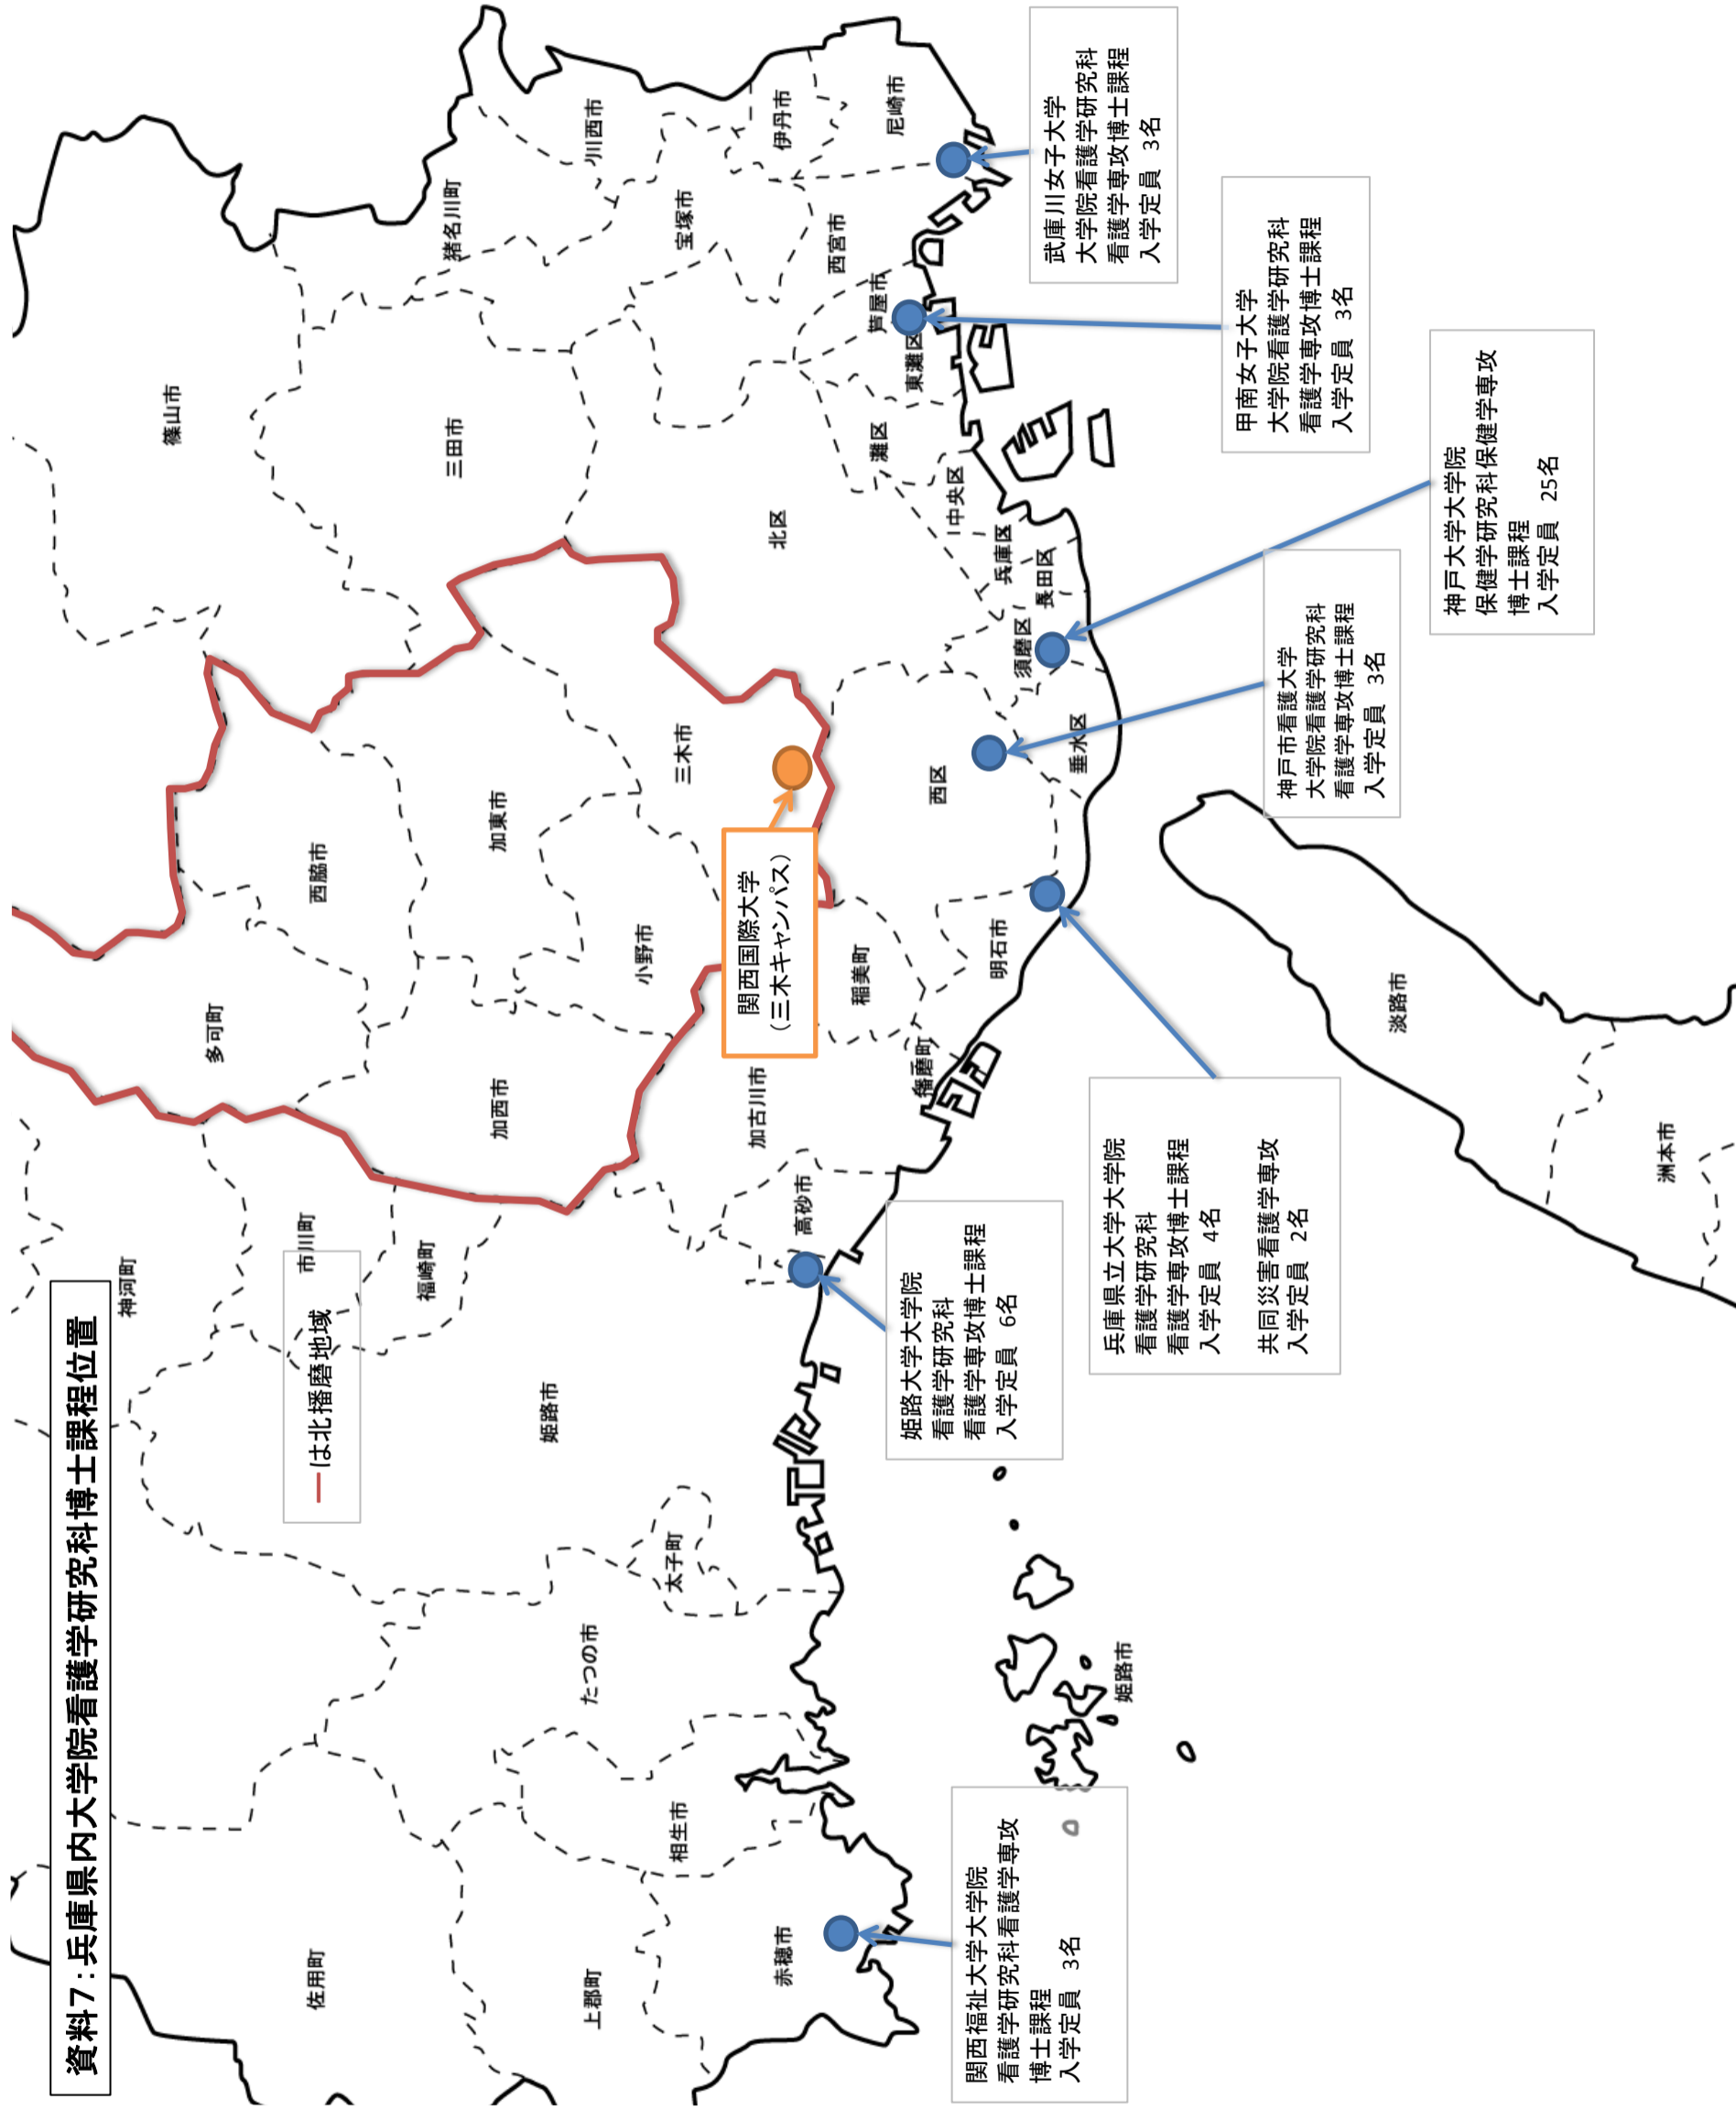 資料7：兵庫県内大学院看護学研究科博士課程位置
―は北播磨地域
神河町
市川町
福崎町
姫路市
佐用町
上郡町
赤穂市
相生市
たつの市
太子町
姫路市
多可町
西脇市
加西市
加東市
小野市
三木市
加古川市
高砂市
稲美町
播磨町
明石市
篠山市
三田市
猪名川町
川西市
宝塚市
伊丹市
尼崎市
西宮市
芦屋市
東灘区
灘区
中央区
北区
兵庫区
長田区
須磨区
垂水区
西区
淡路市
洲本市
関西国際大学
（三木キャンパス）
関西福祉大学大学院
看護学研究科看護学専攻
博士課程
入学定員　3名
姫路大学大学院
看護学研究科
看護学専攻博士課程
入学定員　6名
兵庫県立大学大学院
看護学研究科
看護学専攻博士課程
入学定員　4名
共同災害看護学専攻
入学定員　2名
神戸市看護大学
大学院看護学研究科
看護学専攻博士課程
入学定員　3名
神戸大学大学院
保健学研究科保健学専攻
博士課程
入学定員　25名
甲南女子大学
大学院看護学研究科
看護学専攻博士課程
入学定員　3名
武庫川女子大学
大学院看護学研究科
看護学専攻博士課程
入学定員　3名